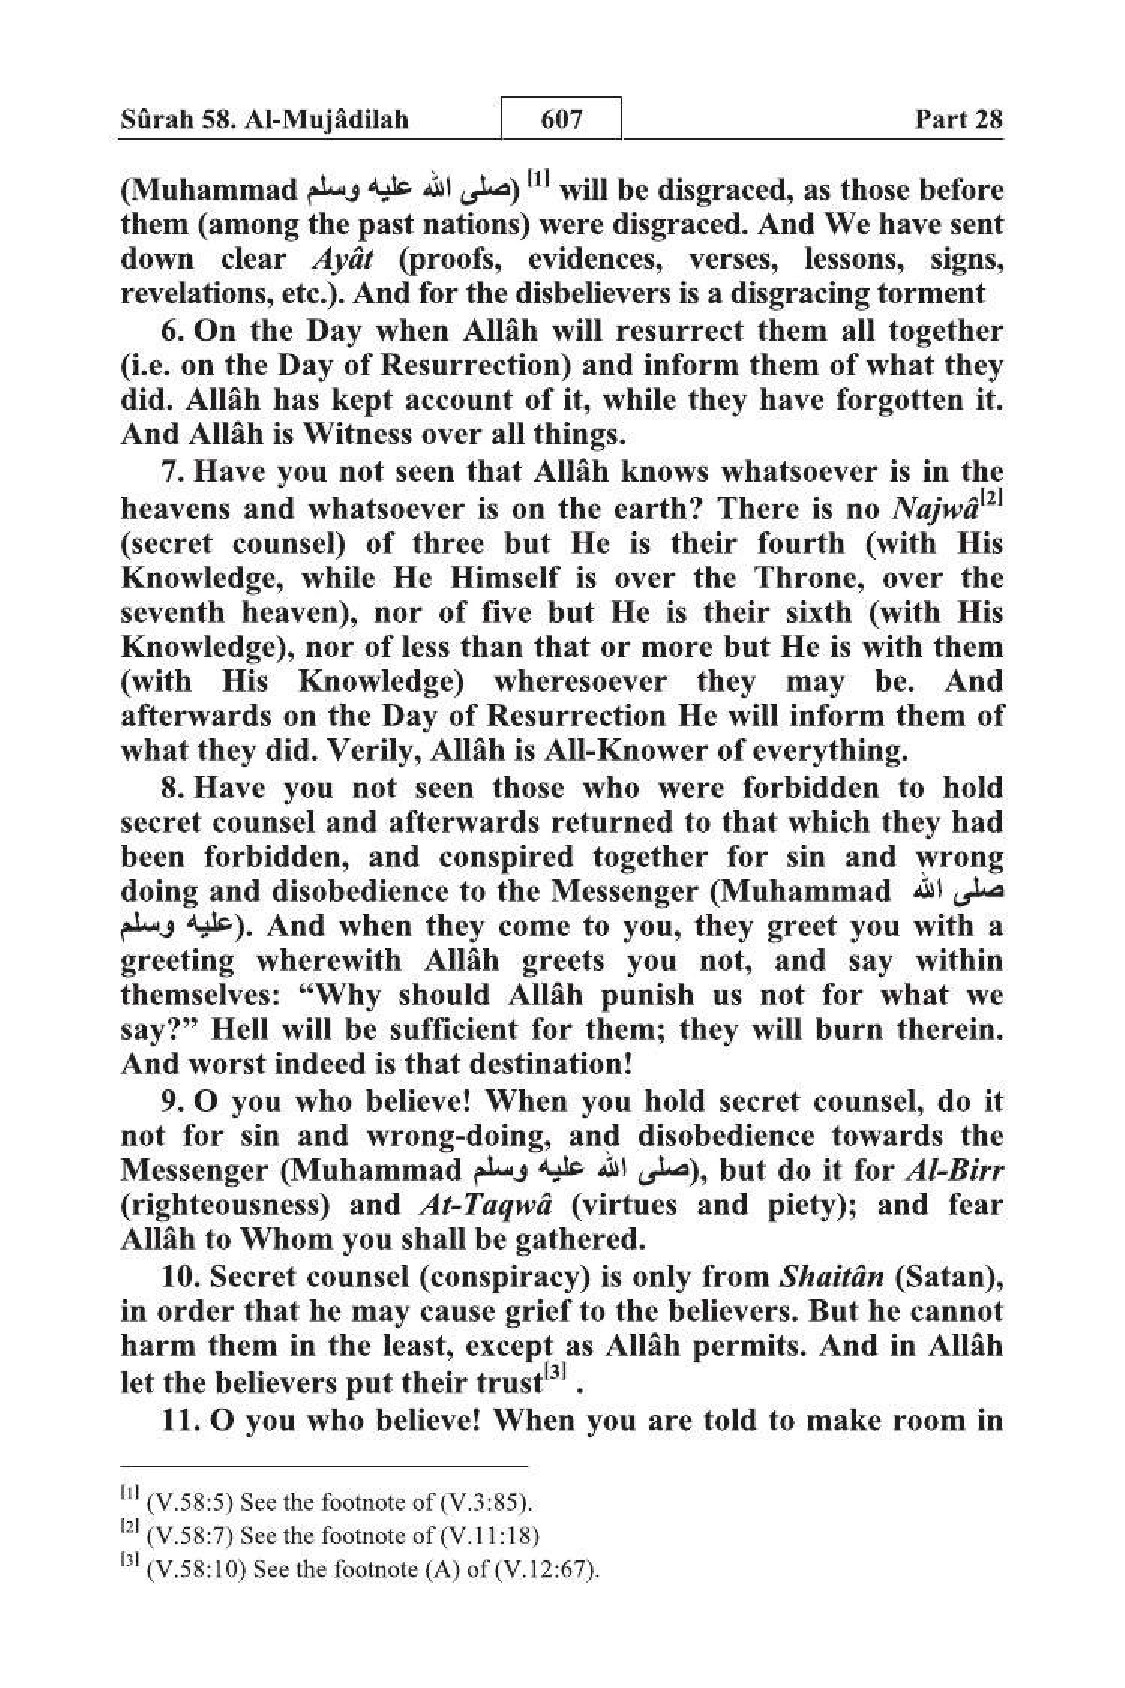 Sûrah 58. Al-Mujâdilah 607 Part 28
(Muhammad صلى الله عليه وسلم) [1] will be disgraced, as those before
them (among the past nations) were disgraced. And We have sent
down clear Ayât (proofs, evidences, verses, lessons, signs,
revelations, etc.). And for the disbelievers is a disgracing torment
6. On the Day when Allâh will resurrect them all together
(i.e. on the Day of Resurrection) and inform them of what they
did. Allâh has kept account of it, while they have forgotten it.
And Allâh is Witness over all things.
7. Have you not seen that Allâh knows whatsoever is in the
heavens and whatsoever is on the earth? There is no Najwâ[2]
(secret counsel) of three but He is their fourth (with His
Knowledge, while He Himself is over the Throne, over the
seventh heaven), nor of five but He is their sixth (with His
Knowledge), nor of less than that or more but He is with them
(with His Knowledge) wheresoever they may be. And
afterwards on the Day of Resurrection He will inform them of
what they did. Verily, Allâh is All-Knower of everything.
8. Have you not seen those who were forbidden to hold
secret counsel and afterwards returned to that which they had
been forbidden, and conspired together for sin and wrong
doing and disobedience to the Messenger (Muhammad صلى الله
عليه وسلم). And when they come to you, they greet you with a
greeting wherewith Allâh greets you not, and say within
themselves: “Why should Allâh punish us not for what we
say?” Hell will be sufficient for them; they will burn therein.
And worst indeed is that destination!
9. O you who believe! When you hold secret counsel, do it
not for sin and wrong-doing, and disobedience towards the
Messenger (Muhammad صلى الله عليه وسلم), but do it for Al-Birr
(righteousness) and At-Taqwâ (virtues and piety); and fear
Allâh to Whom you shall be gathered.
10. Secret counsel (conspiracy) is only from Shaitân (Satan),
in order that he may cause grief to the believers. But he cannot
harm them in the least, except as Allâh permits. And in Allâh
let the believers put their trust[3] .
11. O you who believe! When you are told to make room in
[1] (V.58:5) See the footnote of (V.3:85).
[2] (V.58:7) See the footnote of (V.11:18)
[3] (V.58:10) See the footnote (A) of (V.12:67).